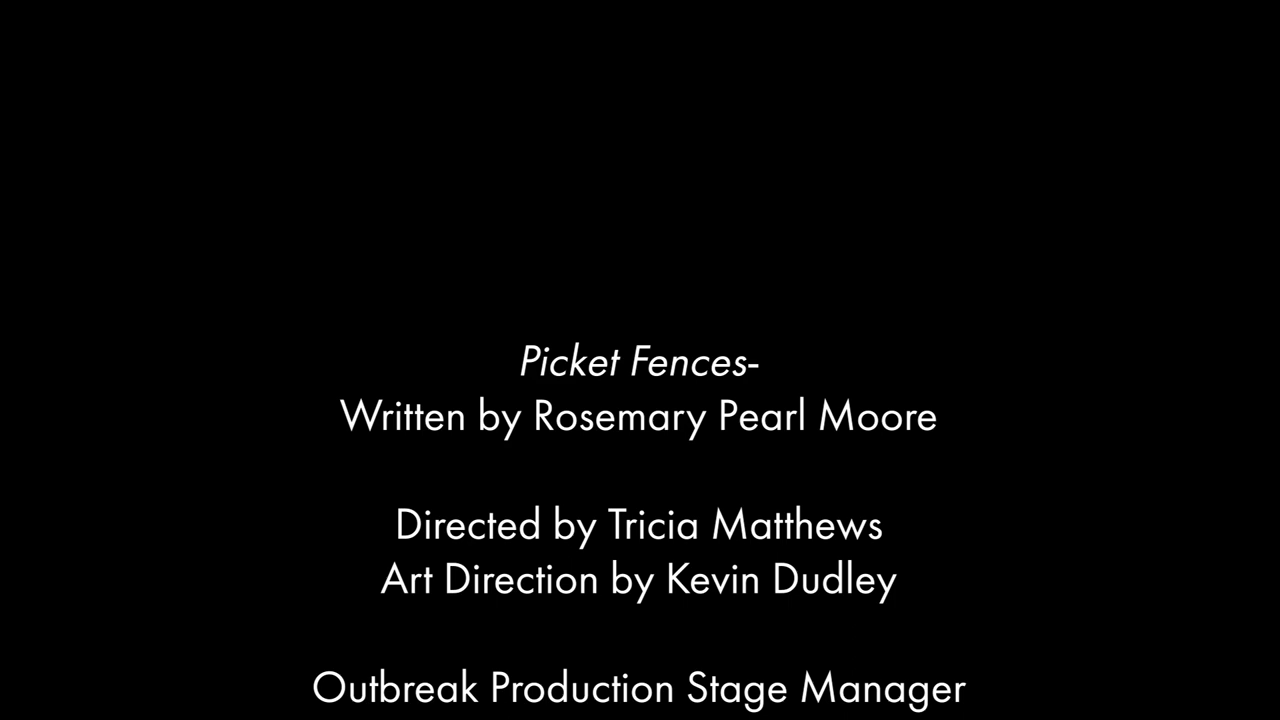 Picket Fences-
Written by Rosemary Pearl Moore
Directed by Tricia Matthews
Art Direction by Kevin Dudley
Outbreak Production Stage Manager